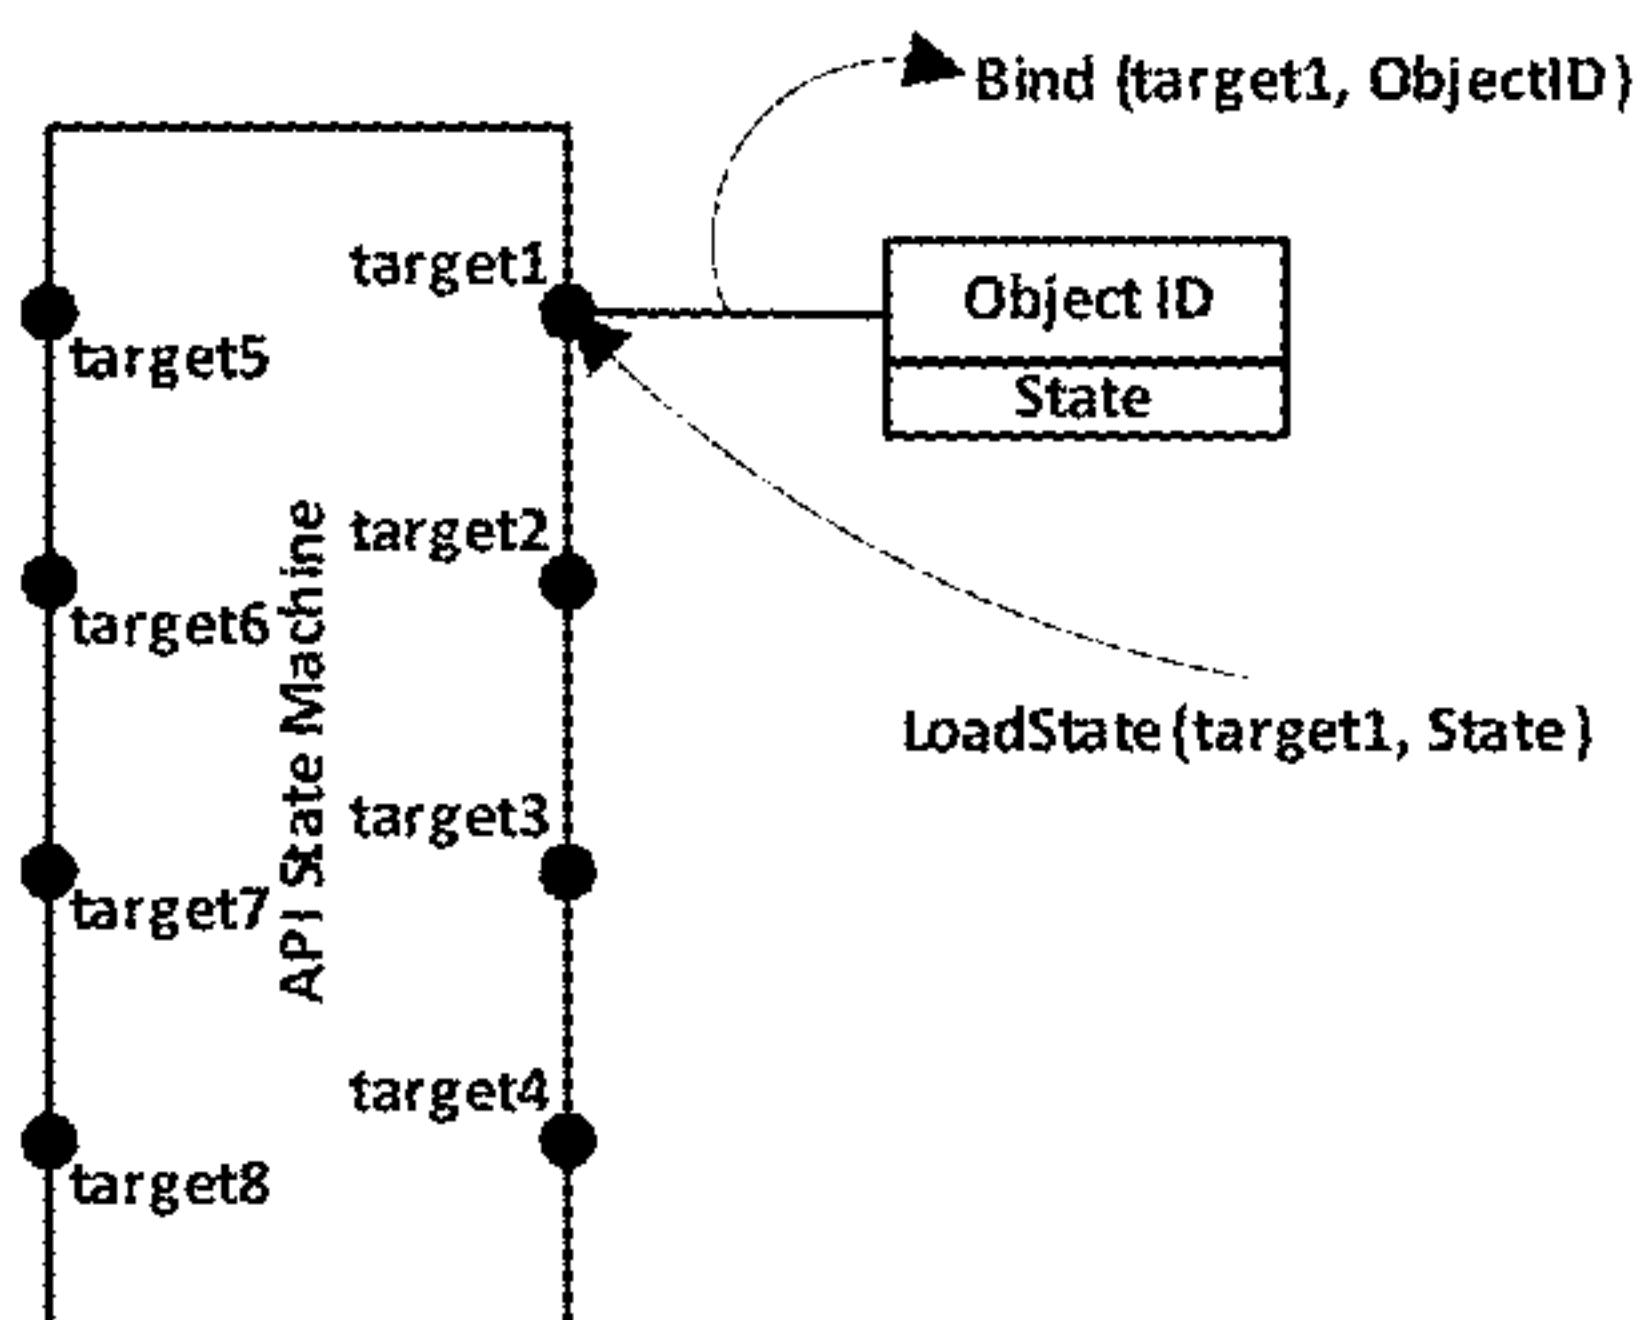 Bind (target1, ObjectID)
target1
Object ID
State
target5
target2
target6
API State Machine
LoadState(target1, State)
target3
target7
target4
target8